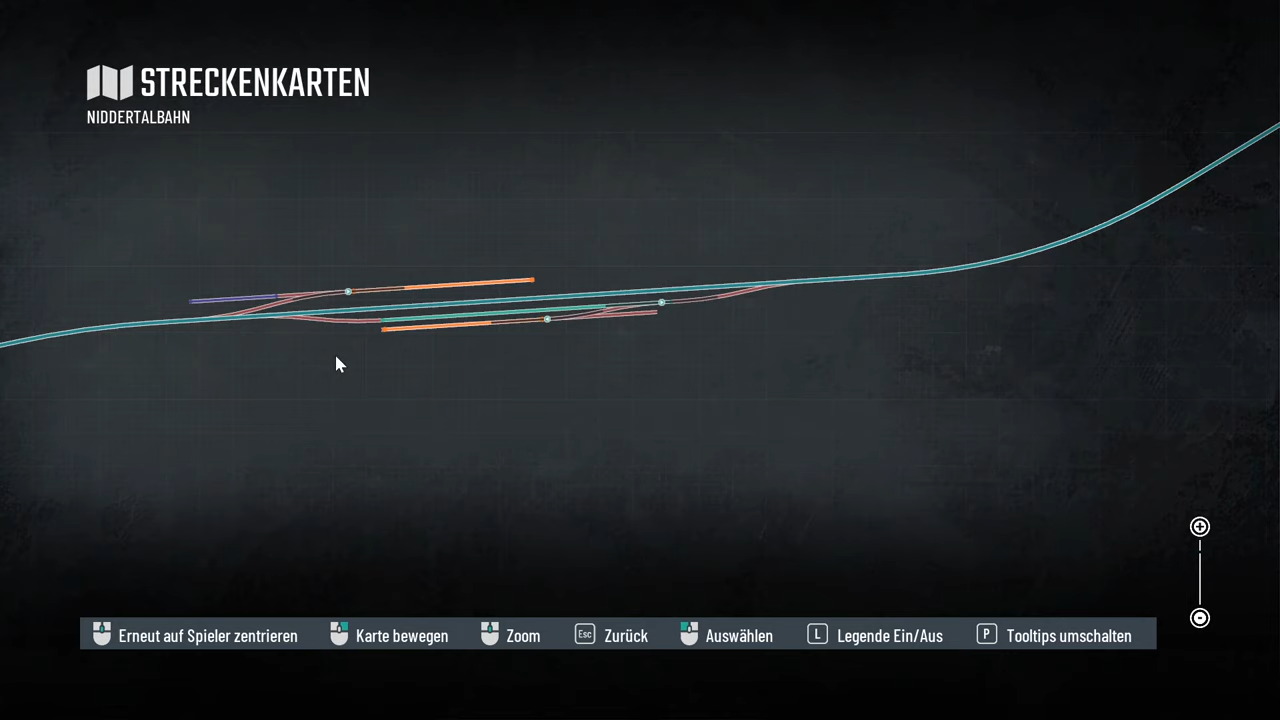 STRECKENKARTEN
NIDDERTALBAHN
Erneut auf Spieler zentrieren Karte bewegen Zoom Esc Zurück Auswählen L Legende Ein/Aus P Tooltips umschalten